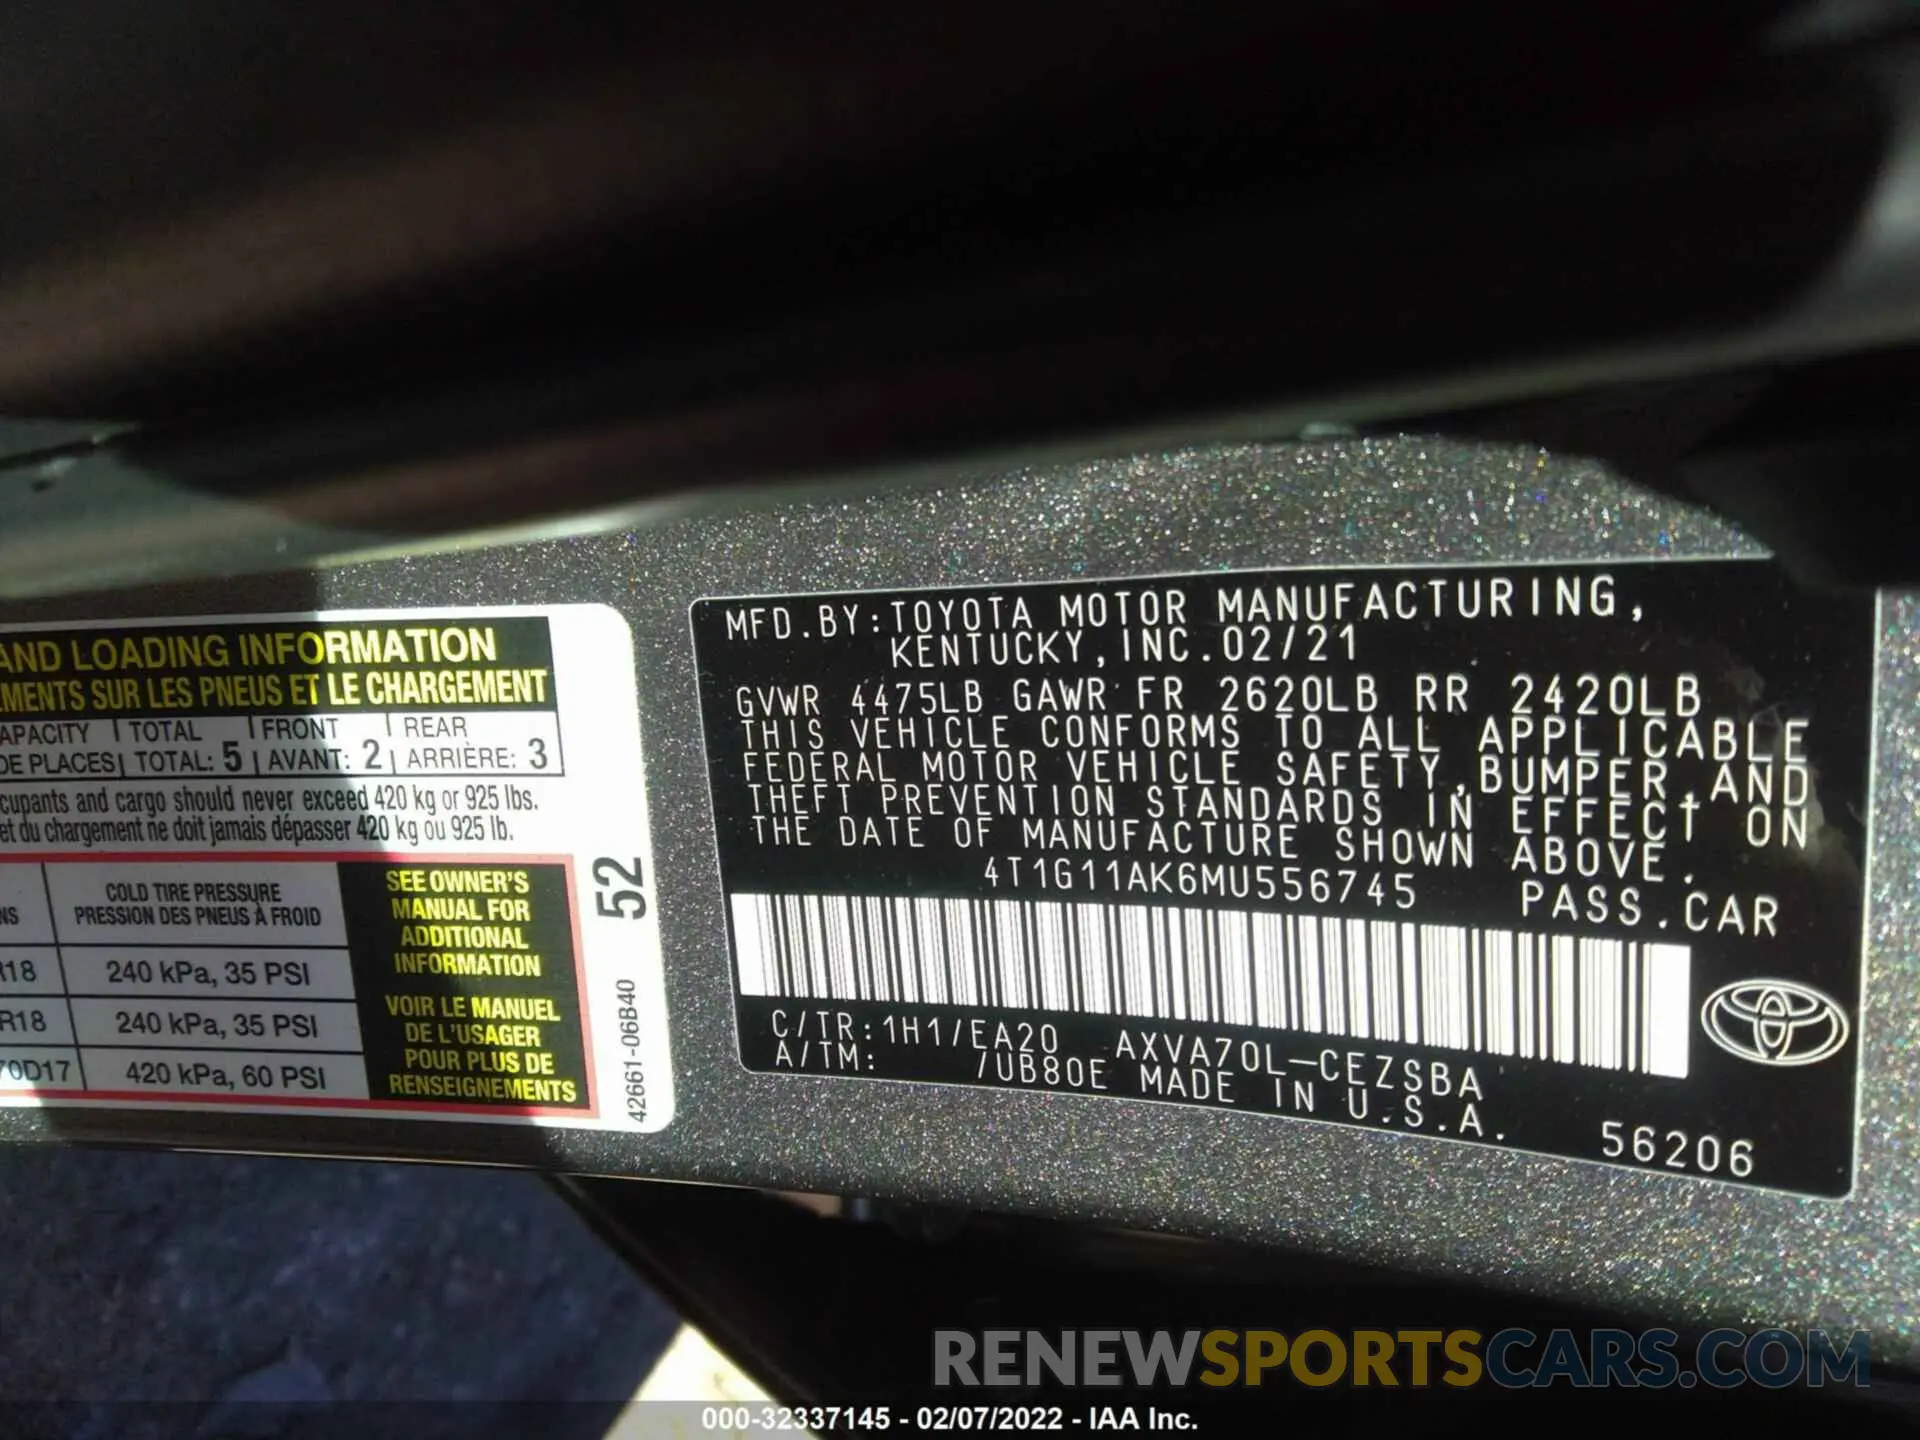 AND LOADING INFORMATION
EMENTS SUR LES PNEUS ET LE CHARGEMENT
APACITY TOTAL FRONT REAR
DE PLACES TOTAL: 5 AVANT: 2 ARRIÈRE: 3
cupants and cargo should never exceed 420 kg or 925 lbs.
et du chargement ne doit jamais dépasser 420 kg ou 925 lb.
NS
COLD TIRE PRESSURE
PRESSION DES PNEUS À FROID
R18 240 kPa, 35 PSI
R18 240 kPa, 35 PSI
70D17 420 kPa, 60 PSI
SEE OWNER'S
MANUAL FOR
ADDITIONAL
INFORMATION
VOIR LE MANUEL
DE L'USAGER
POUR PLUS DE
RENSEIGNEMENTS
52
42661-06B40
MFD.BY:TOYOTA MOTOR MANUFACTURING,
KENTUCKY,INC.02/21
GVWR 4475LB GAWR FR 2620LB RR 2420LB
THIS VEHICLE CONFORMS TO ALL APPLICABLE
FEDERAL MOTOR VEHICLE SAFETY,BUMPER,AND
THEFT PREVENTION STANDARDS IN EFFECT ON
THE DATE OF MANUFACTURE SHOWN ABOVE.
4T1G11AK6MU556745 PASS.CAR
C/TR:1H1/EA20 AXVA70L-CEZSBA
A/TM: /UB80E MADE IN U.S.A.
56206
RENEWSPORTSCARS.COM
000-32337145 - 02/07/2022 - IAA Inc.